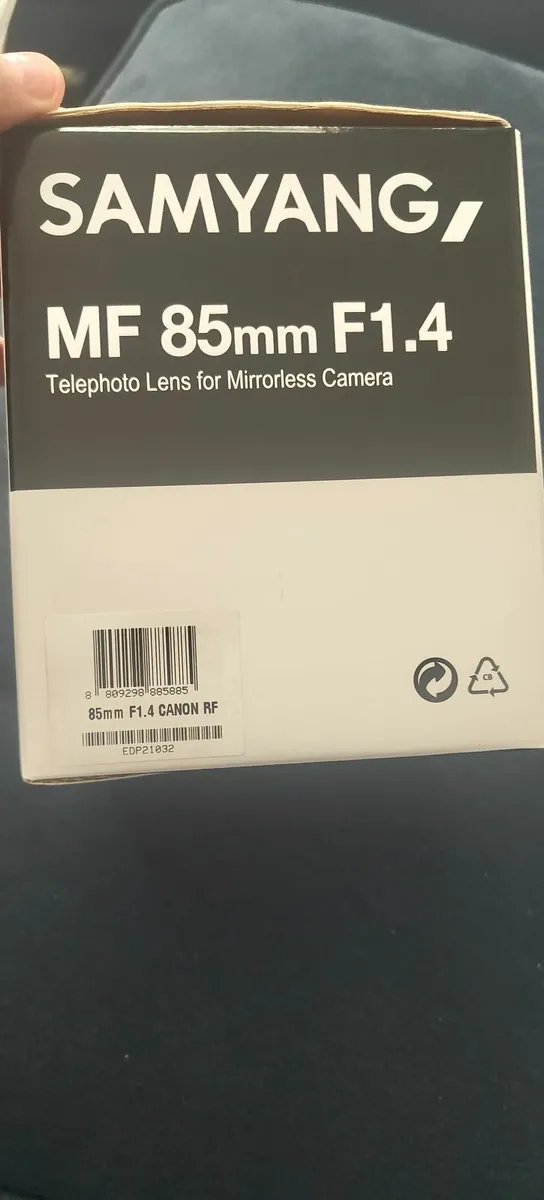 SAMYANG
MF 85mm F1.4
Telephoto Lens for Mirrorless Camera
8 809298 885885
85mm F1.4 CANON RF
EDP21032
CB